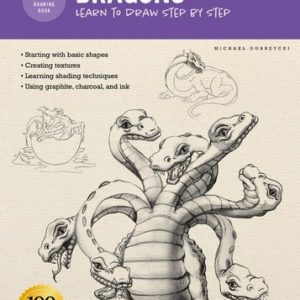 DRAWING
BOOK
DRAGONS
LEARN TO DRAW STEP BY STEP
MICHAEL DOBRZYCKI
• Starting with basic shapes
• Creating textures
• Learning shading techniques
• Using graphite, charcoal, and ink
100